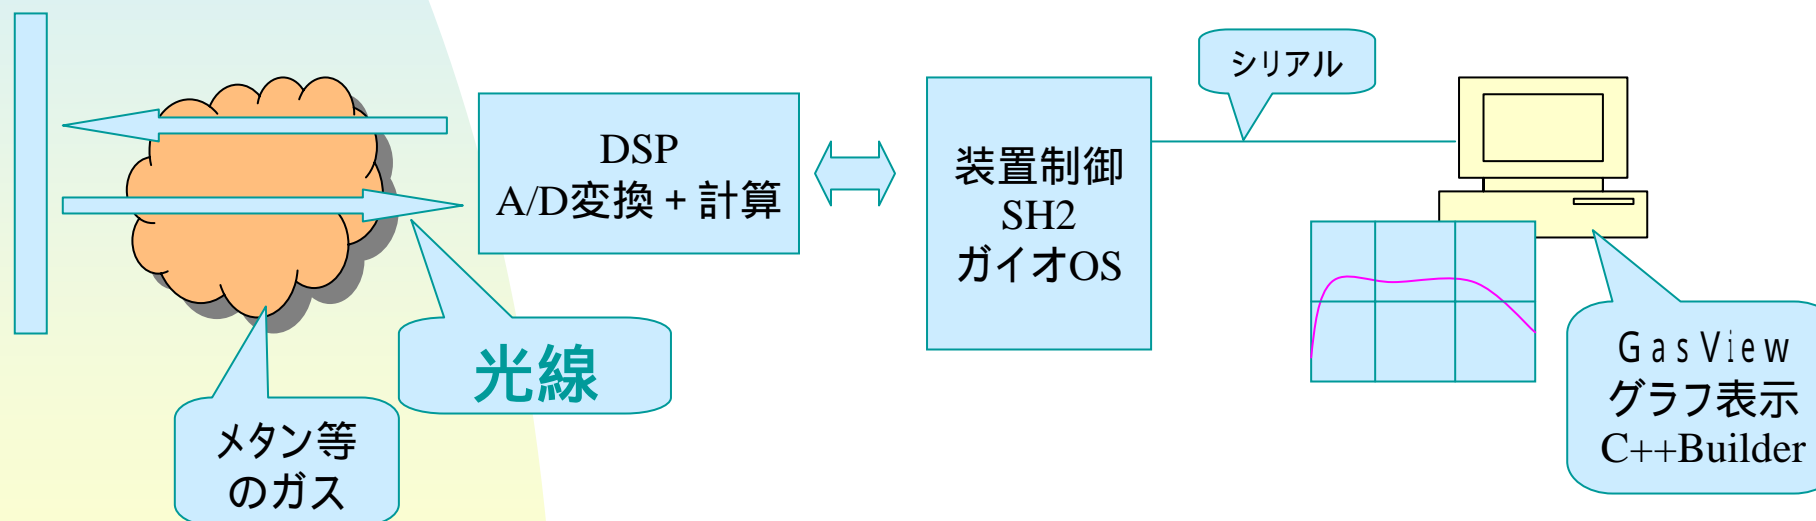 シリアル
DSP
A/D変換+計算
装置制御
SH2
ガイオOS
光線
メタン等
のガス
GasView
グラフ表示
C++Builder